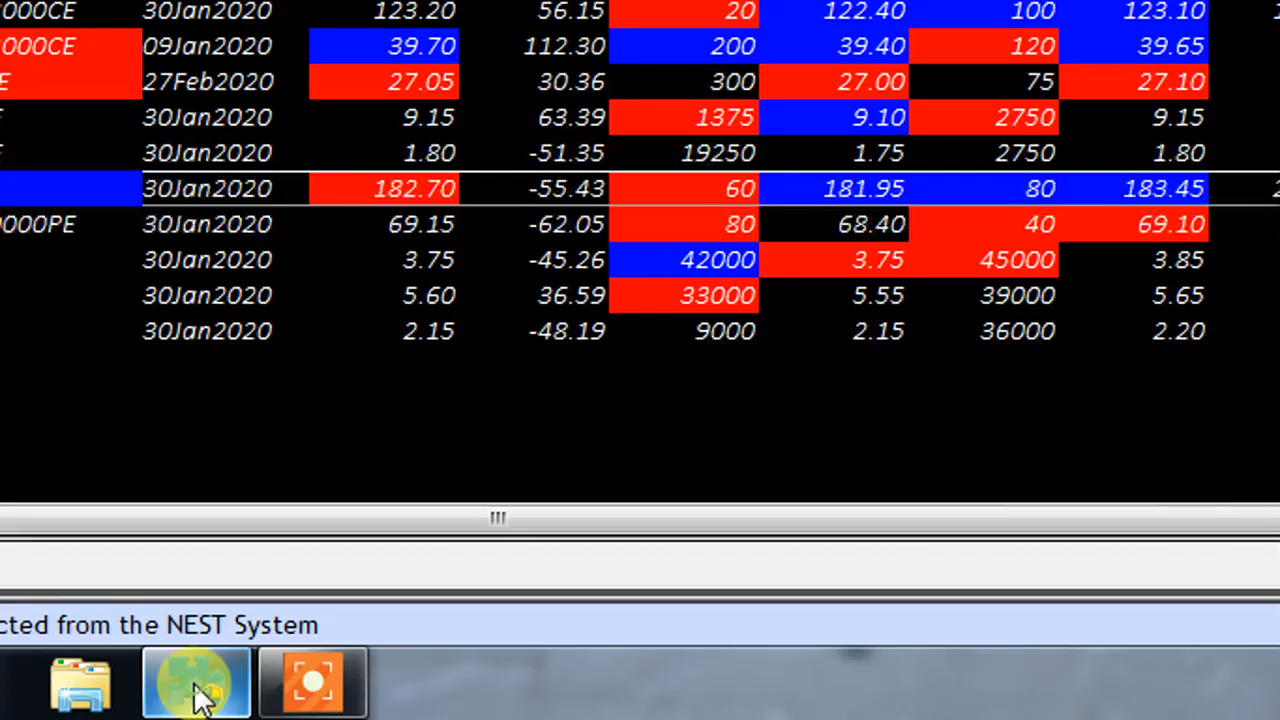 000CE 30Jan2020 123.20 56.15 20 122.40 100 123.10
000CE 09Jan2020 39.70 112.30 200 39.40 120 39.65
E 27Feb2020 27.05 30.36 300 27.00 75 27.10
30Jan2020 9.15 63.39 1375 9.10 2750 9.15
30Jan2020 1.80 -51.35 19250 1.75 2750 1.80
30Jan2020 182.70 -55.43 60 181.95 80 183.45
000PE 30Jan2020 69.15 -62.05 80 68.40 40 69.10
30Jan2020 3.75 -45.26 42000 3.75 45000 3.85
30Jan2020 5.60 36.59 33000 5.55 39000 5.65
30Jan2020 2.15 -48.19 9000 2.15 36000 2.20
cted from the NEST System